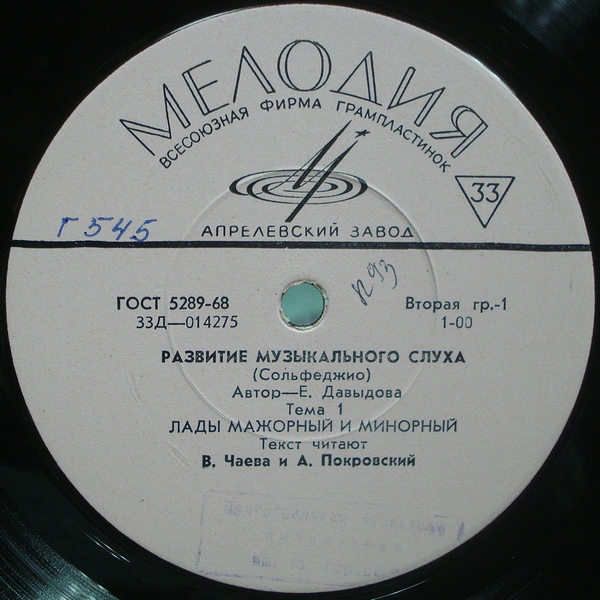 МЕЛОДИЯ
ВСЕСОЮЗНАЯ ФИРМА ГРАМПЛАСТИНОК
33
Г 545
АПРЕЛЕВСКИЙ ЗАВОД
N93
ГОСТ 5289-68
Вторая гр.-1
33Д—014275
1-00
РАЗВИТИЕ МУЗЫКАЛЬНОГО СЛУХА
(Сольфеджио)
Автор—Е. Давыдова
Тема 1
ЛАДЫ МАЖОРНЫЙ И МИНОРНЫЙ
Текст читают
В. Чаева и А. Покровский